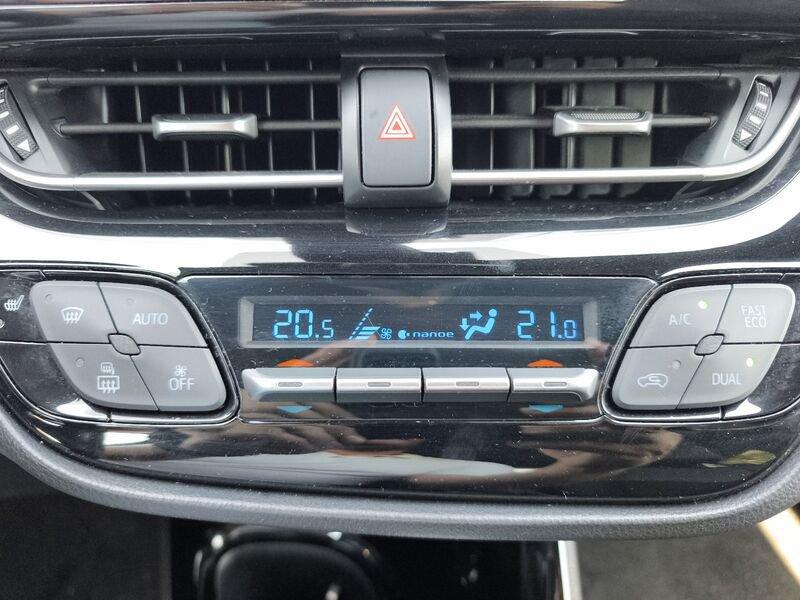 AUTO
OFF
20.5 nanoe 21.0
A/C
FAST
ECO
DUAL